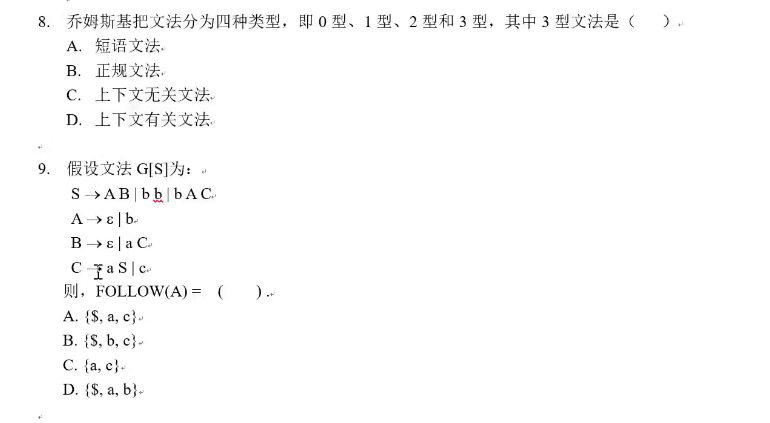 8. 乔姆斯基把文法分为四种类型，即 0 型、1 型、2 型和 3 型，其中 3 型文法是（ ）
A. 短语文法
B. 正规文法
C. 上下文无关文法
D. 上下文有关文法
9. 假设文法 G[S]为：
S → A B | b b | b A C
A → ε | b
B → ε | a C
C → a S | c
则，FOLLOW(A) = ( ) .
A. {$, a, c}
B. {$, b, c}
C. {a, c}
D. {$, a, b}